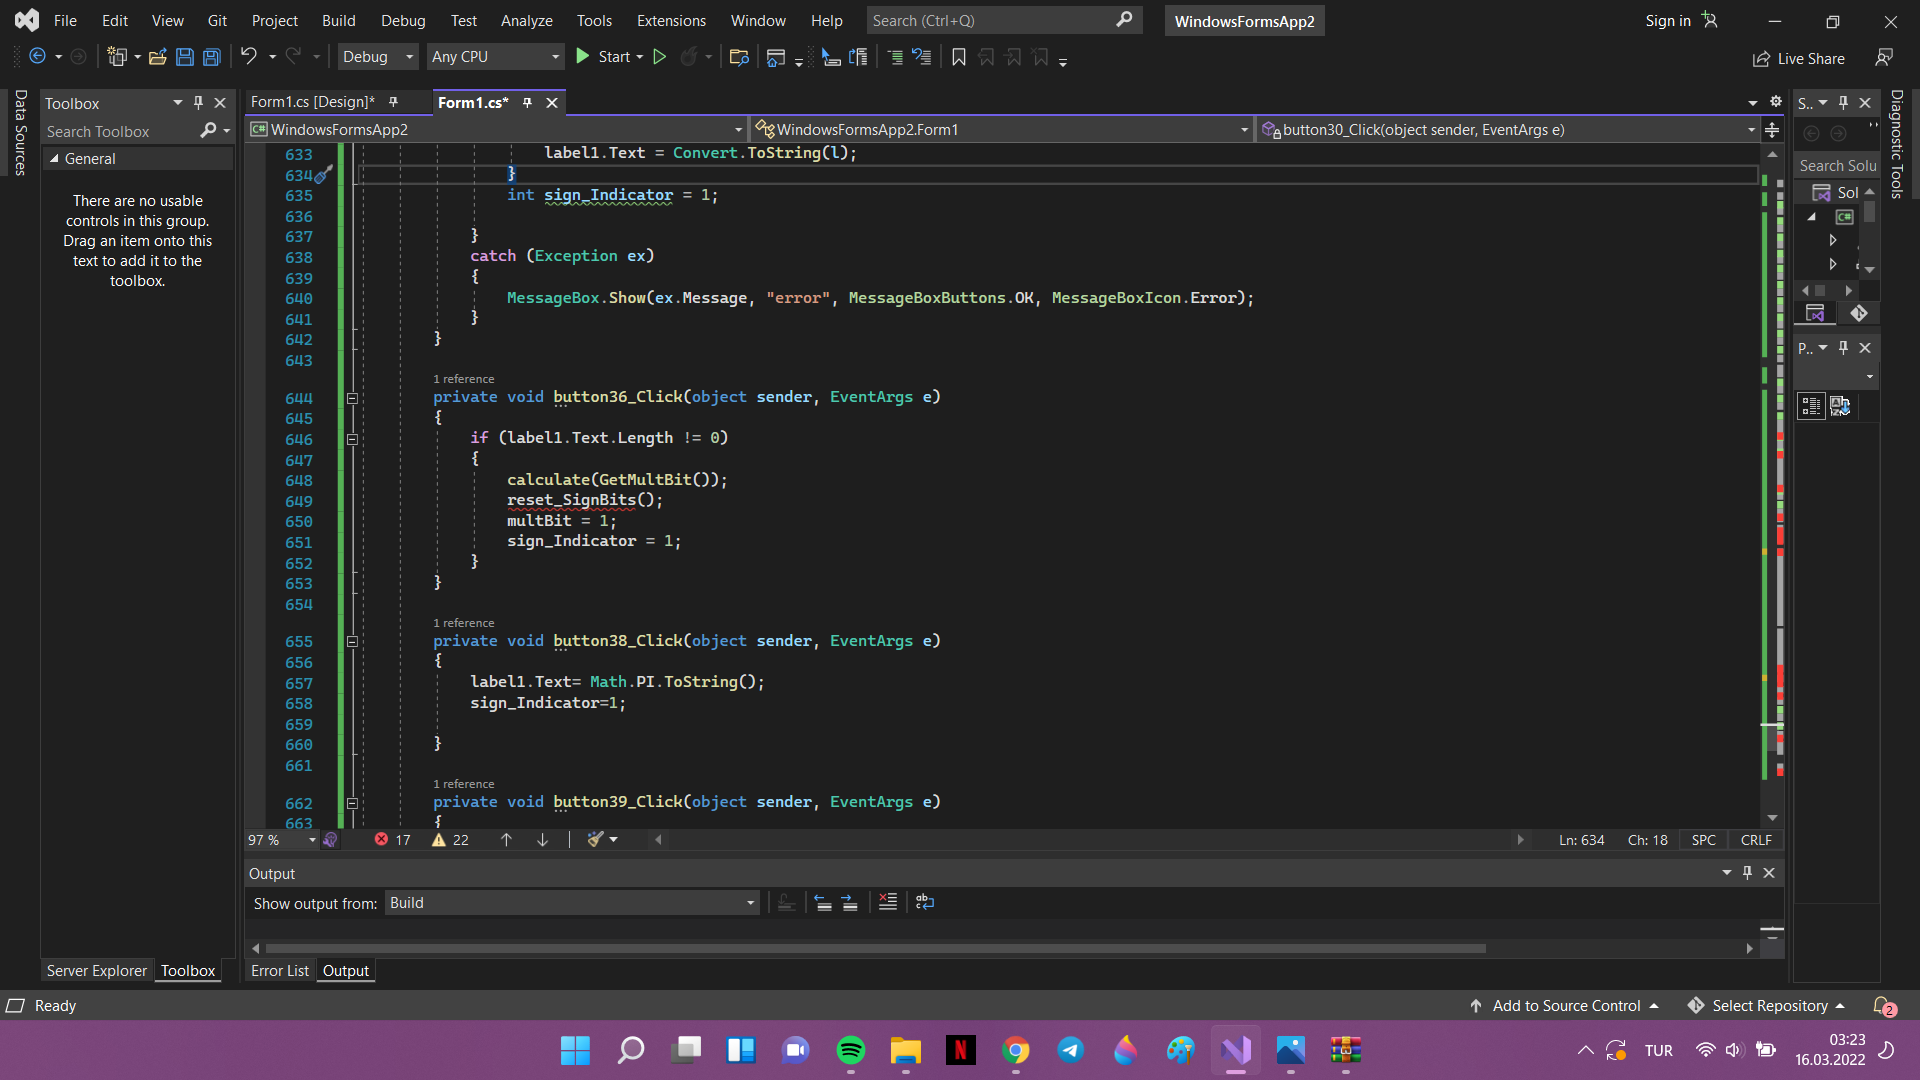 File Edit View Git Project Build Debug Test Analyze Tools Extensions Window Help Search (Ctrl+Q) WindowsFormsApp2 Sign in
Debug Any CPU Start Live Share
Data Sources
Toolbox
Search Toolbox
General
There are no usable
controls in this group.
Drag an item onto this
text to add it to the
toolbox.
Server Explorer Toolbox
Form1.cs [Design]* Form1.cs*
WindowsFormsApp2 WindowsFormsApp2.Form1 button30_Click(object sender, EventArgs e)
633 label1.Text = Convert.ToString(l);
634 }
635 int sign_Indicator = 1;
636
637 }
638 catch (Exception ex)
639 {
640 MessageBox.Show(ex.Message, "error", MessageBoxButtons.OK, MessageBoxIcon.Error);
641 }
642 }
643
1 reference
644 private void button36_Click(object sender, EventArgs e)
645 {
646 if (label1.Text.Length != 0)
647 {
648 calculate(GetMultBit());
649 reset_SignBits();
650 multBit = 1;
651 sign_Indicator = 1;
652 }
653 }
654
1 reference
655 private void button38_Click(object sender, EventArgs e)
656 {
657 label1.Text= Math.PI.ToString();
658 sign_Indicator=1;
659
660 }
661
1 reference
662 private void button39_Click(object sender, EventArgs e)
663 {
97 % 17 22 Ln: 634 Ch: 18 SPC CRLF
Output
Show output from: Build
Error List Output
S..
Search Solu
Sol
P..
Diagnostic Tools
Ready Add to Source Control Select Repository 2
TUR 03:23
16.03.2022